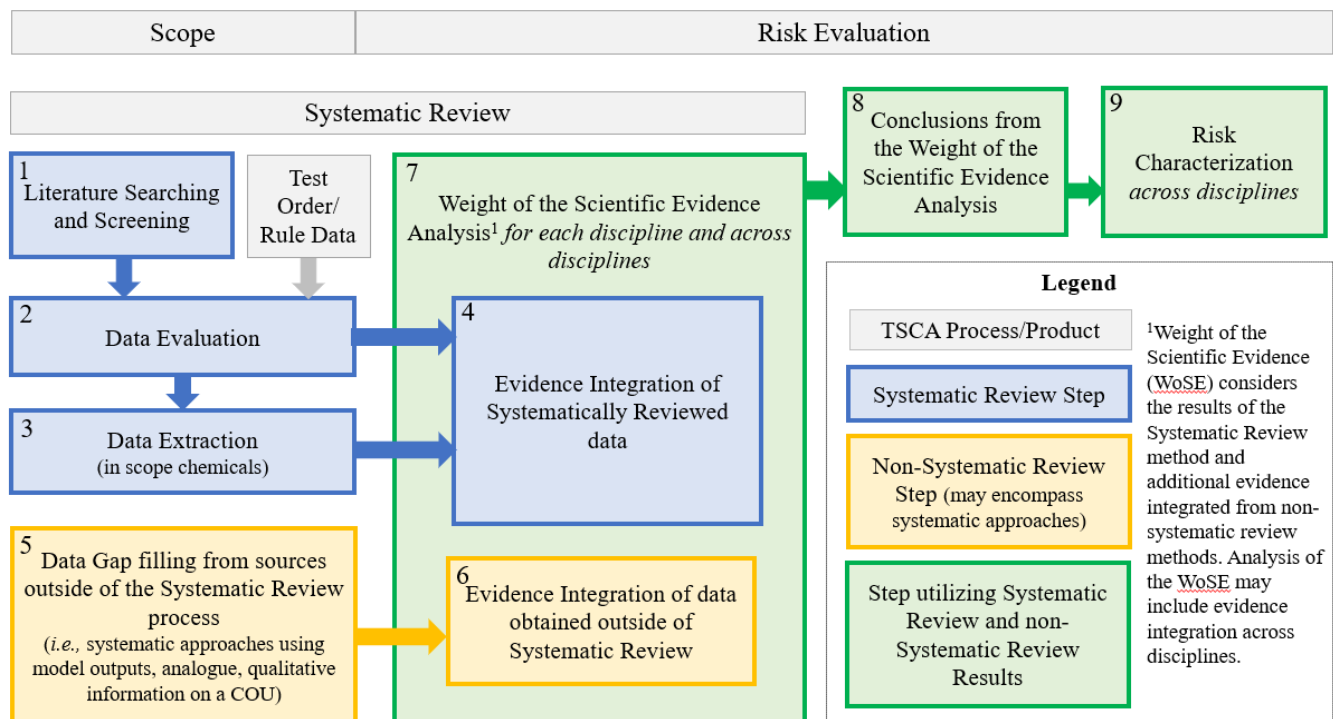 Scope
Risk Evaluation
Systematic Review
1
Literature Searching
and Screening
Test
Order/
Rule Data
2
Data Evaluation
3
Data Extraction
(in scope chemicals)
5
Data Gap filling from sources
outside of the Systematic Review
process
(i.e., systematic approaches using
model outputs, analogue, qualitative
information on a COU)
7
Weight of the Scientific Evidence
Analysis¹ for each discipline and across
disciplines
4
Evidence Integration of
Systematically Reviewed
data
6
Evidence Integration of data
obtained outside of
Systematic Review
8
Conclusions from
the Weight of the
Scientific Evidence
Analysis
9
Risk
Characterization
across disciplines
Legend
TSCA Process/Product
Systematic Review Step
Non-Systematic Review
Step (may encompass
systematic approaches)
Step utilizing Systematic
Review and non-
Systematic Review
Results
¹Weight of the
Scientific Evidence
(WoSE) considers
the results of the
Systematic Review
method and
additional evidence
integrated from non-
systematic review
methods. Analysis of
the WoSE may
include evidence
integration across
disciplines.